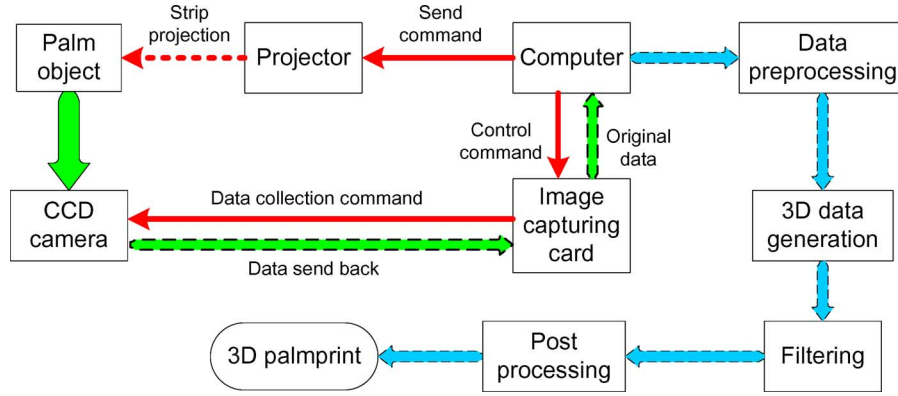 Strip
projection
Send
command
Palm
object
Projector
Computer
Data
preprocessing
Control
command
Original
data
Data collection command
CCD
camera
Image
capturing
card
3D data
generation
Data send back
3D palmprint
Post
processing
Filtering